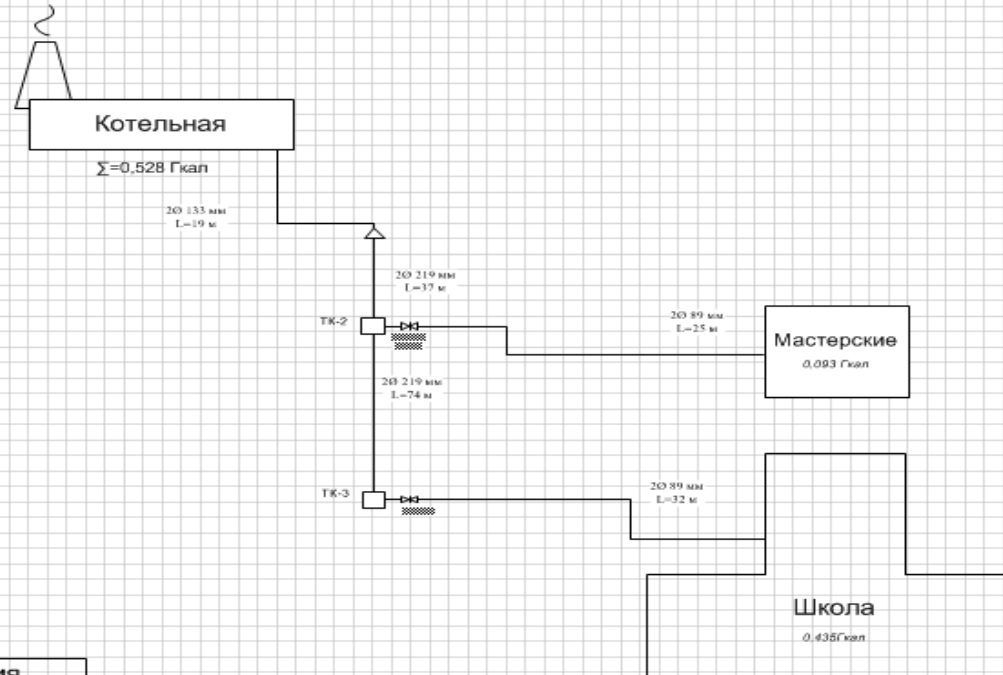 Котельная
∑=0,528 Гкал
2Ø 133 мм
L=19 м
2Ø 219 мм
L=37 м
ТК-2
2Ø 89 мм
L=25 м
Мастерские
0,093 Гкал
2Ø 219 мм
L=74 м
ТК-3
2Ø 89 мм
L=32 м
Школа
0,435Гкал